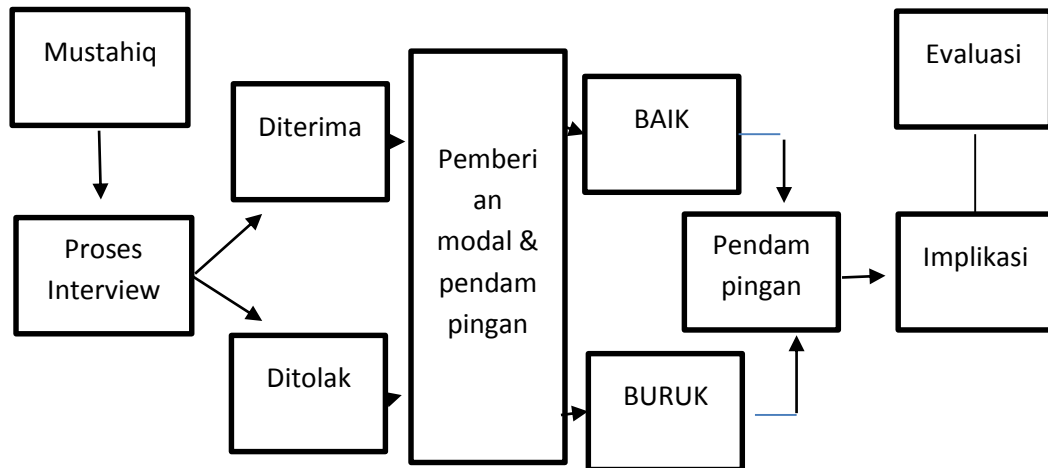 Mustahiq
Proses
Interview
Diterima
Ditolak
Pemberi
an
modal &
pendam
pingan
BAIK
BURUK
Pendam
pingan
Evaluasi
Implikasi